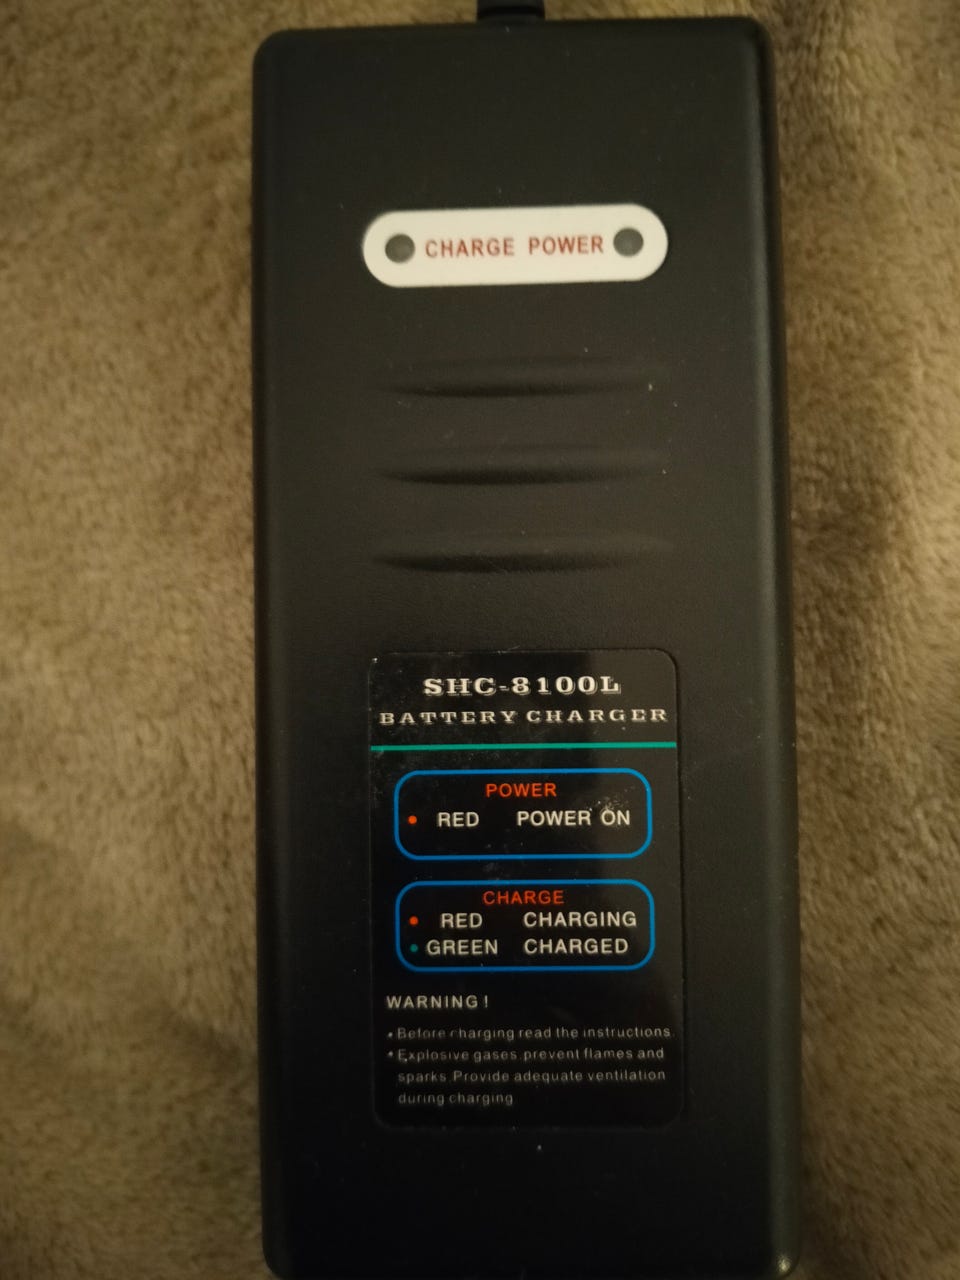 CHARGE POWER
SHC-8100L
BATTERY CHARGER
POWER
• RED POWER ON
CHARGE
• RED CHARGING
• GREEN CHARGED
WARNING!
• Before charging read the instructions.
• Explosive gases.prevent flames and
sparks.Provide adequate ventilation
during charging